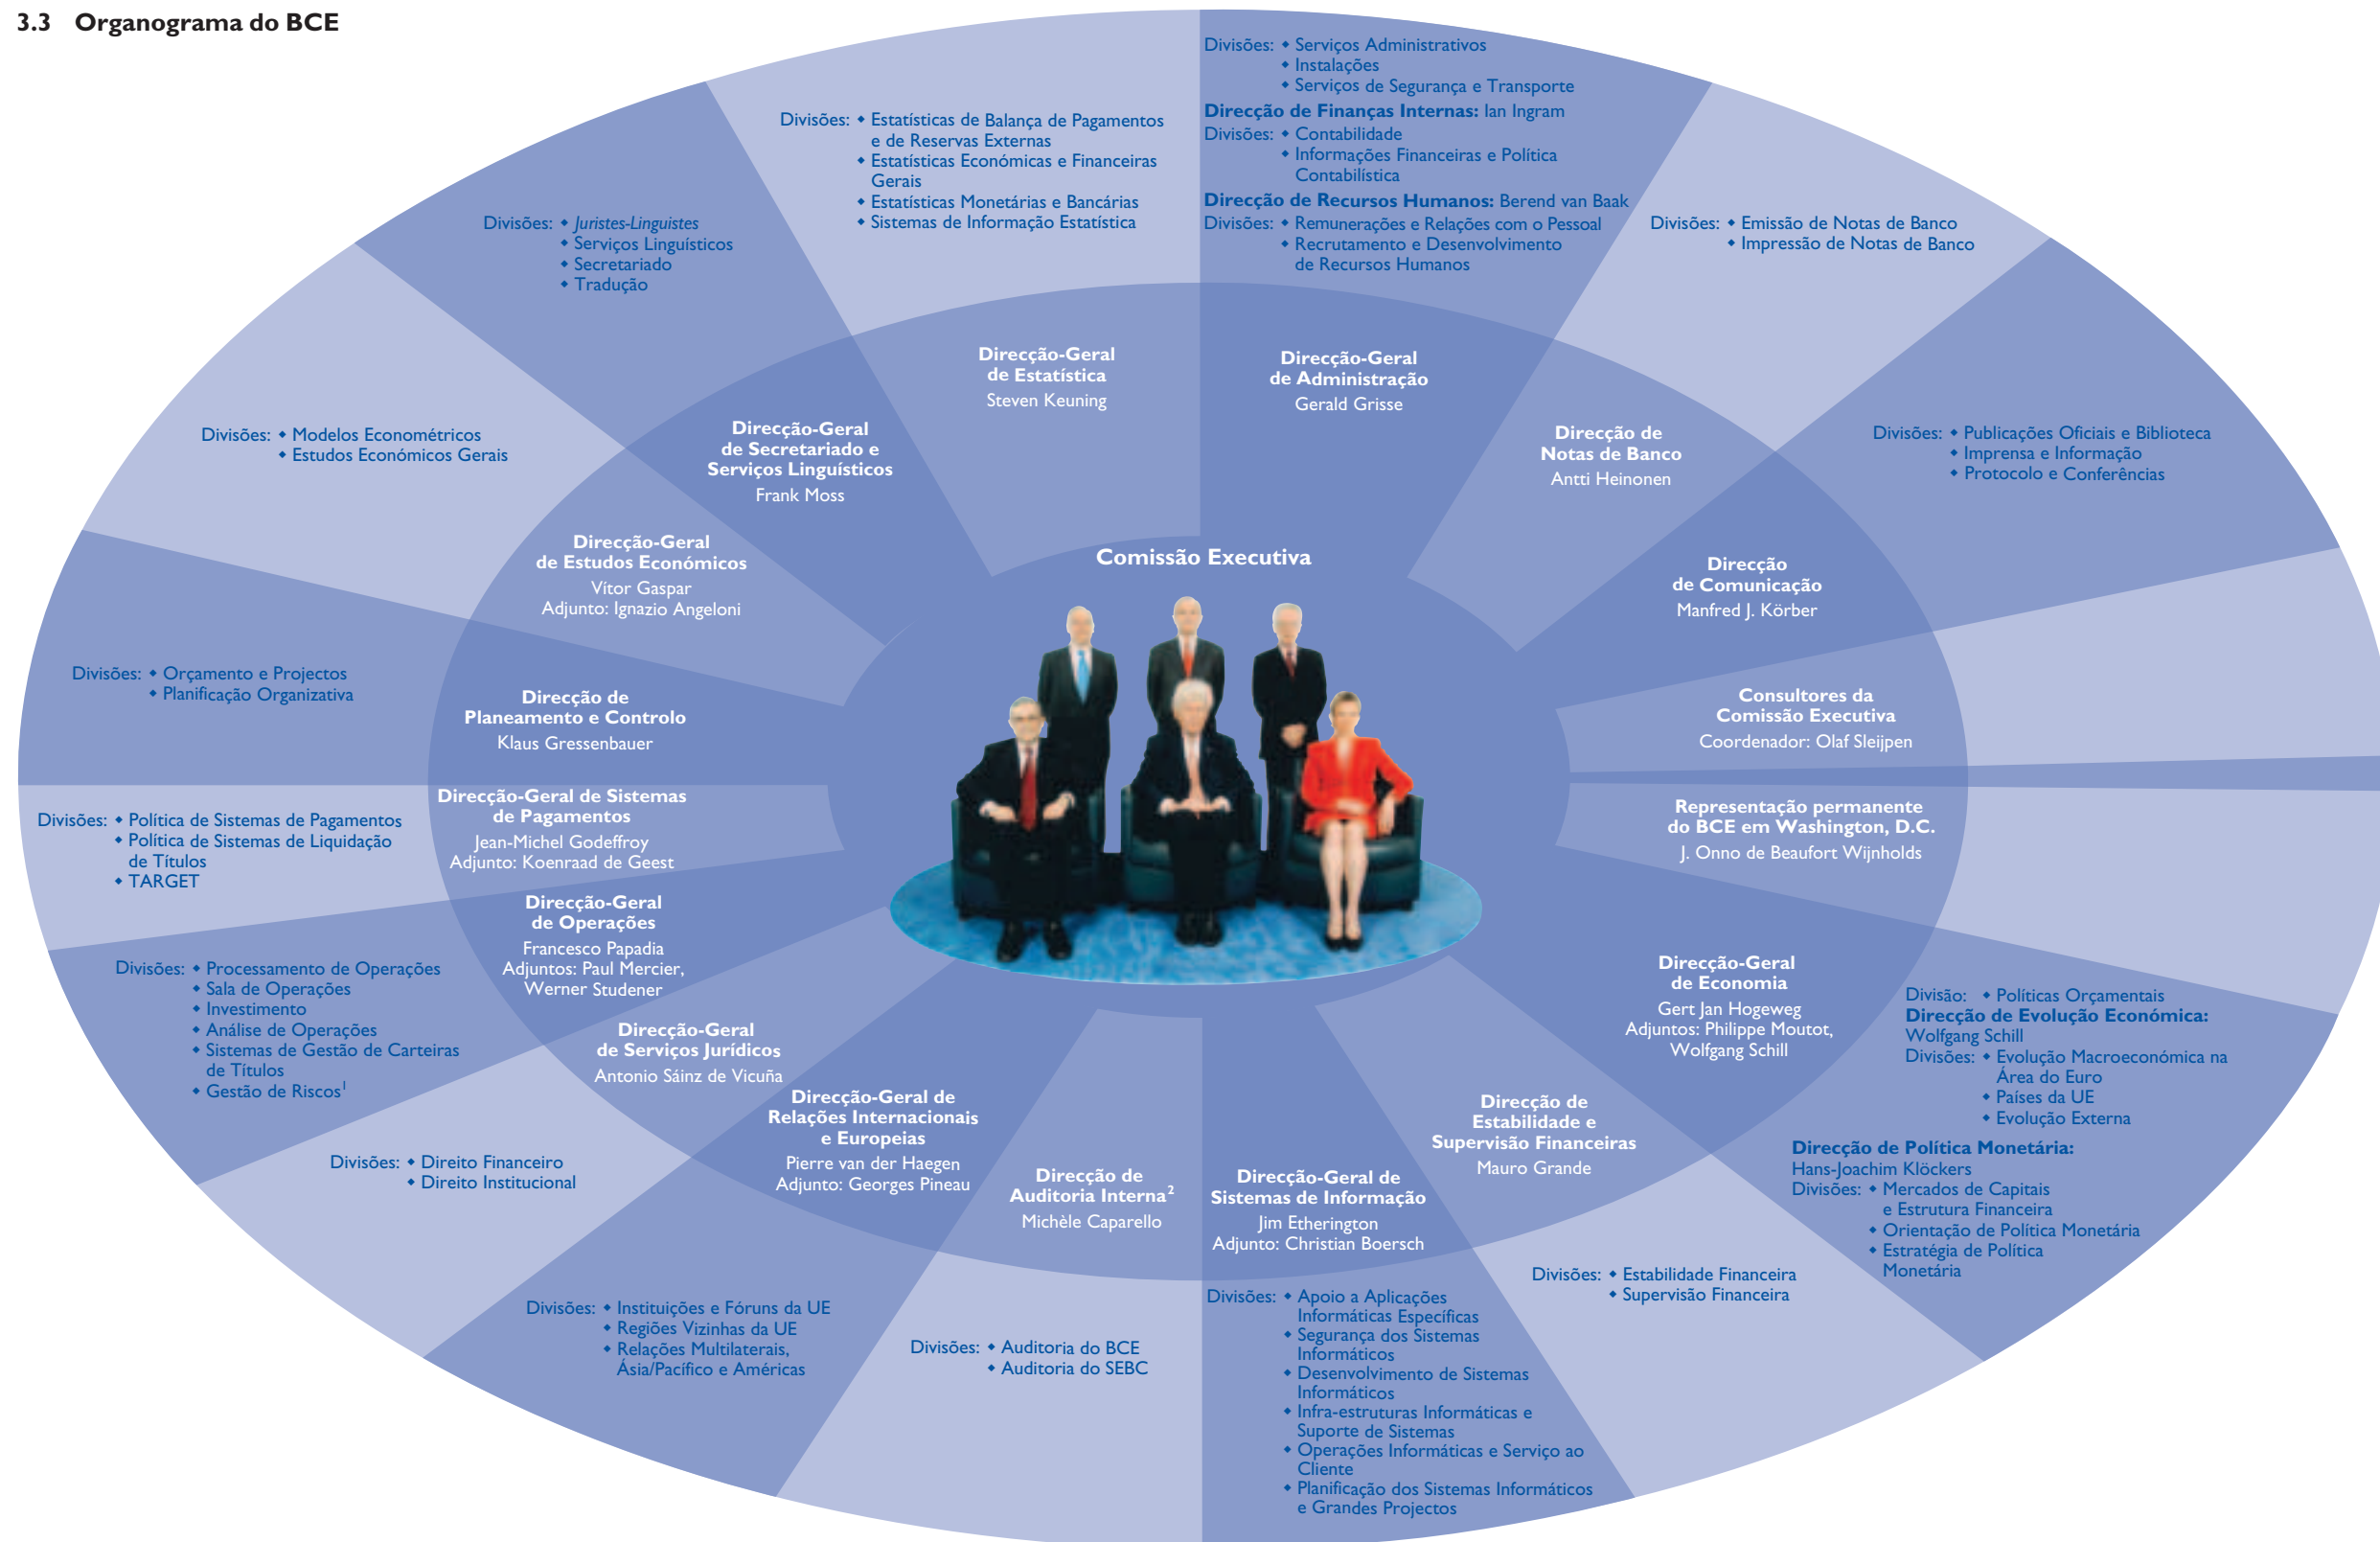 3.3 Organograma do BCE
Divisões: ◆ Serviços Administrativos
◆ Instalações
◆ Serviços de Segurança e Transporte
Direcção de Finanças Internas: Ian Ingram
Divisões: ◆ Contabilidade
◆ Informações Financeiras e Política
Contabilística
Direcção de Recursos Humanos: Berend van Baak
Divisões: ◆ Remunerações e Relações com o Pessoal
◆ Recrutamento e Desenvolvimento
de Recursos Humanos
Divisões: ◆ Estatísticas de Balança de Pagamentos
e de Reservas Externas
◆ Estatísticas Económicas e Financeiras
Gerais
◆ Estatísticas Monetárias e Bancárias
◆ Sistemas de Informação Estatística
Divisões: ◆ Juristes-Linguistes
◆ Serviços Linguísticos
◆ Secretariado
◆ Tradução
Divisões: ◆ Emissão de Notas de Banco
◆ Impressão de Notas de Banco
Direcção-Geral
de Estatística
Steven Keuning
Direcção-Geral
de Administração
Gerald Grisse
Divisões: ◆ Modelos Econométricos
◆ Estudos Económicos Gerais
Direcção-Geral
de Secretariado e
Serviços Linguísticos
Frank Moss
Direcção de
Notas de Banco
Antti Heinonen
Divisões: ◆ Publicações Oficiais e Biblioteca
◆ Imprensa e Informação
◆ Protocolo e Conferências
Direcção-Geral
de Estudos Económicos
Vítor Gaspar
Adjunto: Ignazio Angeloni
Comissão Executiva
Direcção
de Comunicação
Manfred J. Körber
Divisões: ◆ Orçamento e Projectos
◆ Planificação Organizativa
Direcção de
Planeamento e Controlo
Klaus Gressenbauer
Consultores da
Comissão Executiva
Coordenador: Olaf Sleijpen
Divisões: ◆ Política de Sistemas de Pagamentos
◆ Política de Sistemas de Liquidação
de Títulos
◆ TARGET
Direcção-Geral de Sistemas
de Pagamentos
Jean-Michel Godeffroy
Adjunto: Koenraad de Geest
Representação permanente
do BCE em Washington, D.C.
J. Onno de Beaufort Wijnholds
Direcção-Geral
de Operações
Francesco Papadia
Adjuntos: Paul Mercier,
Werner Studener
Divisões: ◆ Processamento de Operações
◆ Sala de Operações
◆ Investimento
◆ Análise de Operações
◆ Sistemas de Gestão de Carteiras
de Títulos
◆ Gestão de Riscos1
Direcção-Geral
de Economia
Gert Jan Hogeweg
Adjuntos: Philippe Moutot,
Wolfgang Schill
Divisão: ◆ Políticas Orçamentais
Direcção de Evolução Económica:
Wolfgang Schill
Divisões: ◆ Evolução Macroeconómica na
Área do Euro
◆ Países da UE
◆ Evolução Externa
Direcção de Política Monetária:
Hans-Joachim Klöckers
Divisões: ◆ Mercados de Capitais
e Estrutura Financeira
◆ Orientação de Política Monetária
◆ Estratégia de Política
Monetária
Direcção-Geral
de Serviços Jurídicos
Antonio Sáinz de Vicuña
Divisões: ◆ Direito Financeiro
◆ Direito Institucional
Direcção-Geral de
Relações Internacionais
e Europeias
Pierre van der Haegen
Adjunto: Georges Pineau
Direcção de
Auditoria Interna2
Michèle Caparello
Direcção-Geral de
Sistemas de Informação
Jim Etherington
Adjunto: Christian Boersch
Direcção de
Estabilidade e
Supervisão Financeiras
Mauro Grande
Divisões: ◆ Estabilidade Financeira
◆ Supervisão Financeira
Divisões: ◆ Instituições e Fóruns da UE
◆ Regiões Vizinhas da UE
◆ Relações Multilaterais,
Ásia/Pacífico e Américas
Divisões: ◆ Auditoria do BCE
◆ Auditoria do SEBC
Divisões: ◆ Apoio a Aplicações
Informáticas Específicas
◆ Segurança dos Sistemas
Informáticos
◆ Desenvolvimento de Sistemas
Informáticos
◆ Infra-estruturas Informáticas e
Suporte de Sistemas
◆ Operações Informáticas e Serviço ao
Cliente
◆ Planificação dos Sistemas Informáticos
e Grandes Projectos